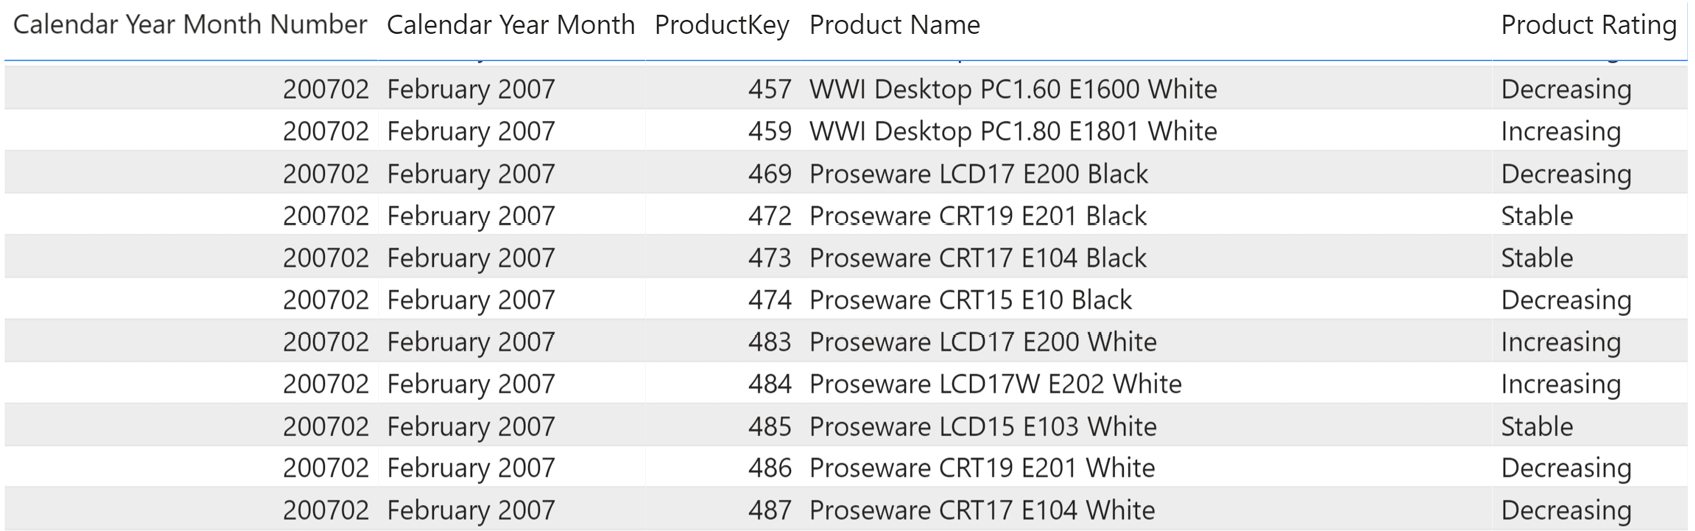 Calendar Year Month Number Calendar Year Month ProductKey Product Name Product Rating
200702 February 2007 457 WWI Desktop PC1.60 E1600 White Decreasing
200702 February 2007 459 WWI Desktop PC1.80 E1801 White Increasing
200702 February 2007 469 Proseware LCD17 E200 Black Decreasing
200702 February 2007 472 Proseware CRT19 E201 Black Stable
200702 February 2007 473 Proseware CRT17 E104 Black Stable
200702 February 2007 474 Proseware CRT15 E10 Black Decreasing
200702 February 2007 483 Proseware LCD17 E200 White Increasing
200702 February 2007 484 Proseware LCD17W E202 White Increasing
200702 February 2007 485 Proseware LCD15 E103 White Stable
200702 February 2007 486 Proseware CRT19 E201 White Decreasing
200702 February 2007 487 Proseware CRT17 E104 White Decreasing